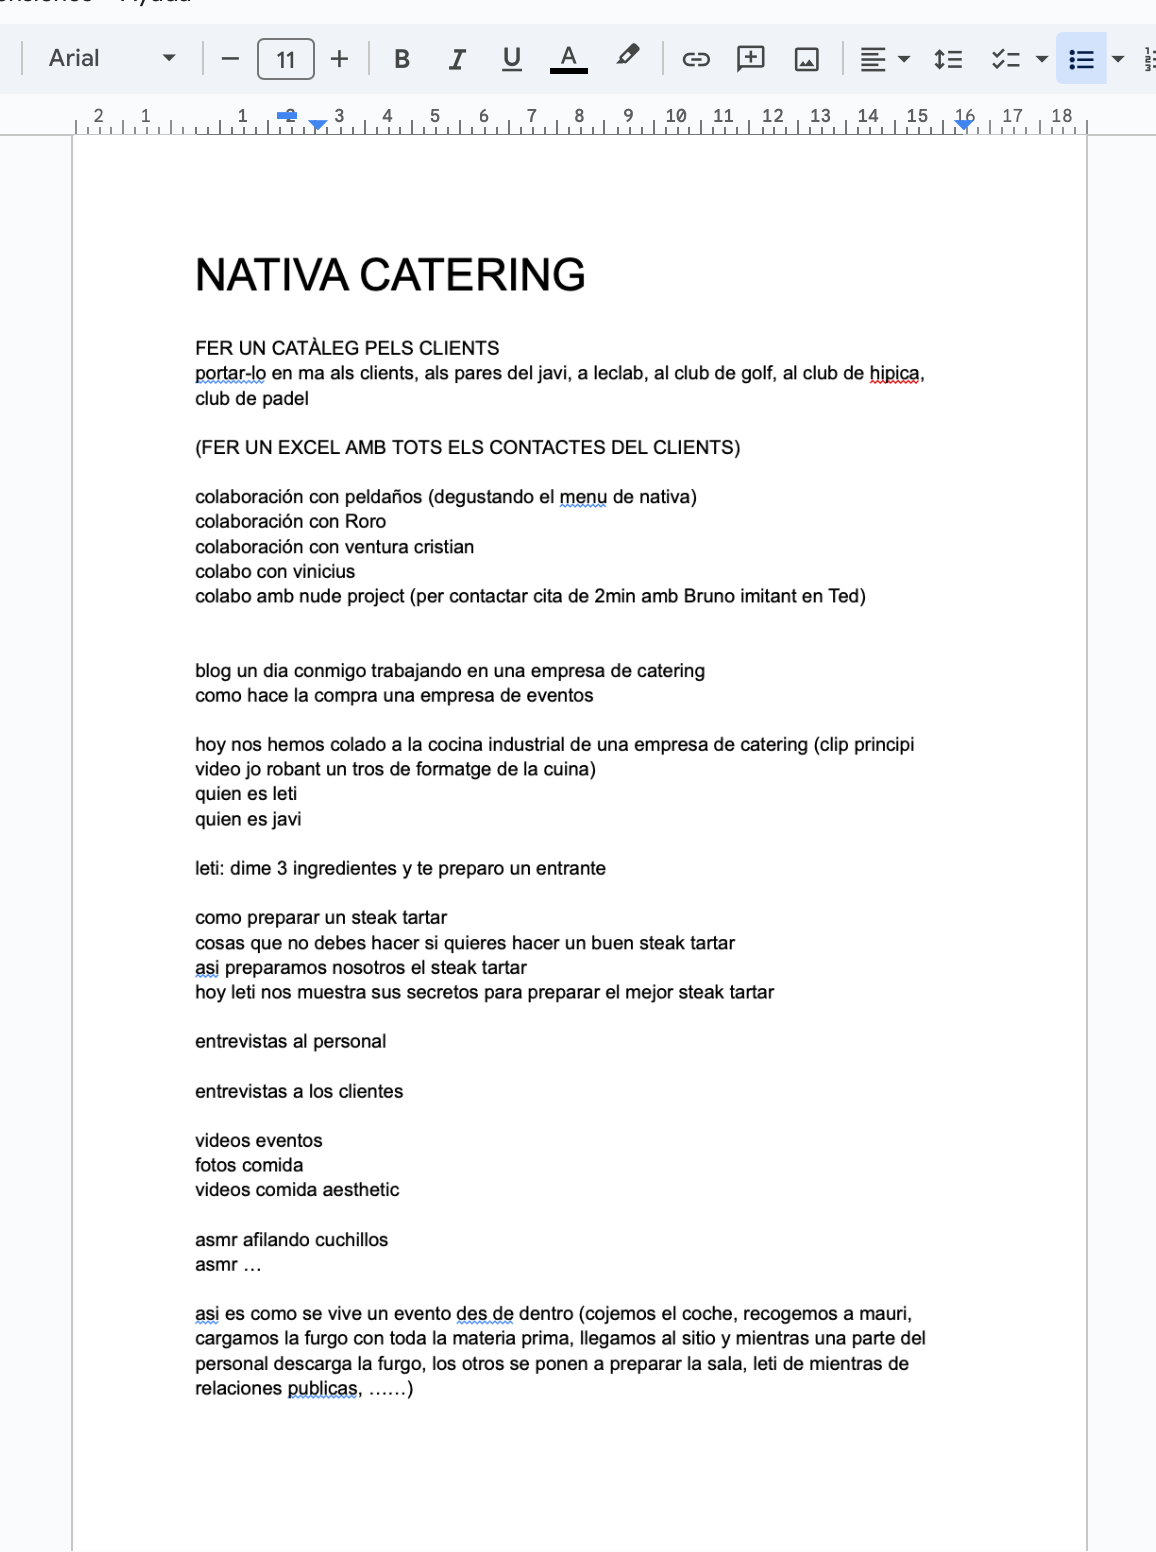 Arial
11
B I U A
2 1 1 2 3 4 5 6 7 8 9 10 11 12 13 14 15 16 17 18
NATIVA CATERING
FER UN CATÀLEG PELS CLIENTS
portar-lo en ma als clients, als pares del javi, a leclab, al club de golf, al club de hipica,
club de padel
(FER UN EXCEL AMB TOTS ELS CONTACTES DEL CLIENTS)
colaboración con peldaños (degustando el menu de nativa)
colaboración con Roro
colaboración con ventura cristian
colabo con vinicius
colabo amb nude project (per contactar cita de 2min amb Bruno imitant en Ted)
blog un dia conmigo trabajando en una empresa de catering
como hace la compra una empresa de eventos
hoy nos hemos colado a la cocina industrial de una empresa de catering (clip principi
video jo robant un tros de formatge de la cuina)
quien es leti
quien es javi
leti: dime 3 ingredientes y te preparo un entrante
como preparar un steak tartar
cosas que no debes hacer si quieres hacer un buen steak tartar
asi preparamos nosotros el steak tartar
hoy leti nos muestra sus secretos para preparar el mejor steak tartar
entrevistas al personal
entrevistas a los clientes
videos eventos
fotos comida
videos comida aesthetic
asmr afilando cuchillos
asmr …
asi es como se vive un evento des de dentro (cojemos el coche, recogemos a mauri,
cargamos la furgo con toda la materia prima, llegamos al sitio y mientras una parte del
personal descarga la furgo, los otros se ponen a preparar la sala, leti de mientras de
relaciones publicas, ……)